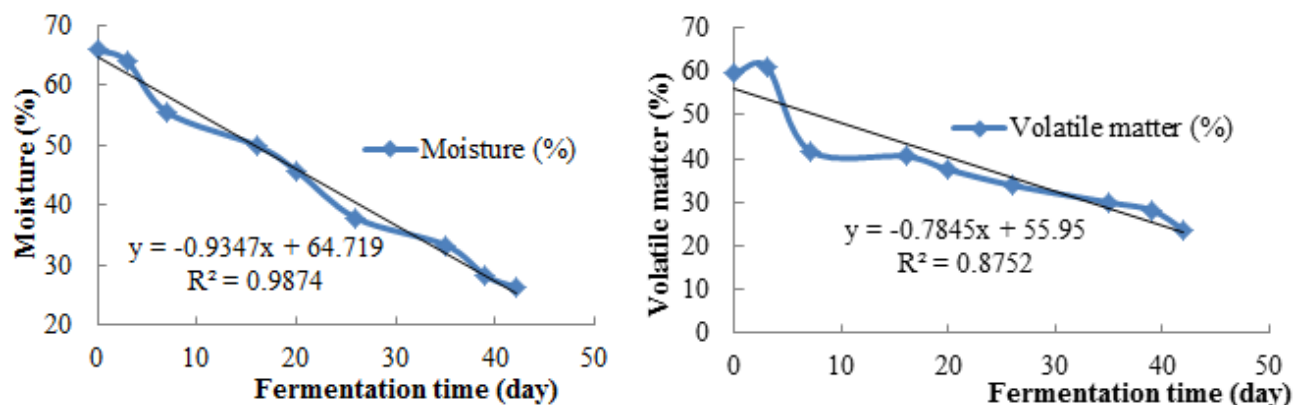 70
60
50
40
30
20
Moisture (%)
Moisture (%)
y = -0.9347x + 64.719
R² = 0.9874
0 10 20 30 40 50
Fermentation time (day)
70
60
50
40
30
20
10
0
Volatile matter (%)
Volatile matter (%)
y = -0.7845x + 55.95
R² = 0.8752
0 10 20 30 40 50
Fermentation time (day)